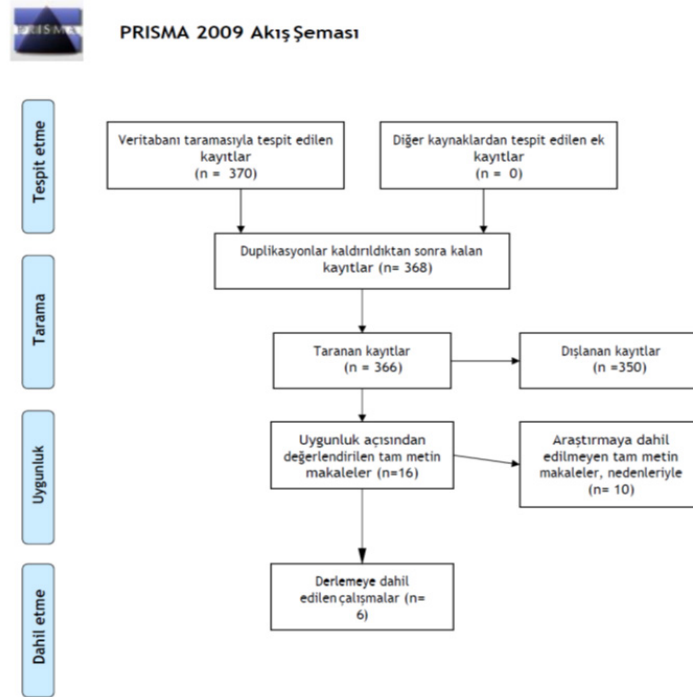 PRISMA
PRISMA 2009 Akış Şeması
Tespit etme
Veritabanı taramasıyla tespit edilen
kayıtlar
(n = 370)
Diğer kaynaklardan tespit edilen ek
kayıtlar
(n = 0)
Duplikasyonlar kaldırıldıktan sonra kalan
kayıtlar (n= 368)
Tarama
Taranan kayıtlar
(n = 366)
Dışlanan kayıtlar
(n =350)
Uygunluk
Uygunluk açısından
değerlendirilen tam metin
makaleler (n=16)
Araştırmaya dahil
edilmeyen tam metin
makaleler, nedenleriyle
(n= 10)
Dahil etme
Derlemeye dahil
edilen çalışmalar (n=
6)